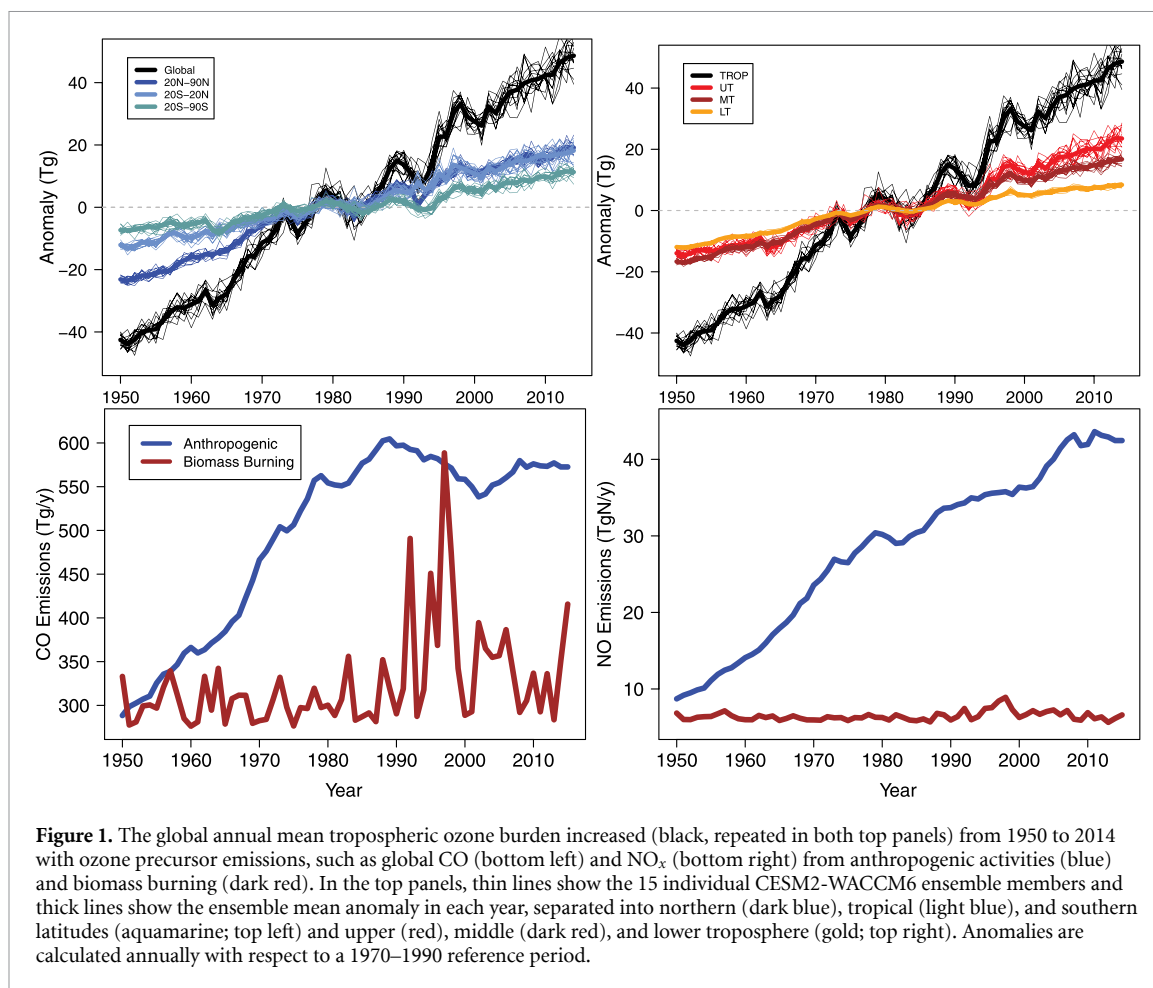 Global
20N−90N
20S−20N
20S−90S
Anomaly (Tg)
40
20
0
−20
−40
1950 1960 1970 1980 1990 2000 2010
TROP
UT
MT
LT
Anomaly (Tg)
40
20
0
−20
−40
1950 1960 1970 1980 1990 2000 2010
Anthropogenic
Biomass Burning
CO Emissions (Tg/y)
600
550
500
450
400
350
300
1950 1960 1970 1980 1990 2000 2010
Year
NO Emissions (TgN/y)
40
30
20
10
1950 1960 1970 1980 1990 2000 2010
Year
Figure 1. The global annual mean tropospheric ozone burden increased (black, repeated in both top panels) from 1950 to 2014
with ozone precursor emissions, such as global CO (bottom left) and NOx (bottom right) from anthropogenic activities (blue)
and biomass burning (dark red). In the top panels, thin lines show the 15 individual CESM2-WACCM6 ensemble members and
thick lines show the ensemble mean anomaly in each year, separated into northern (dark blue), tropical (light blue), and southern
latitudes (aquamarine; top left) and upper (red), middle (dark red), and lower troposphere (gold; top right). Anomalies are
calculated annually with respect to a 1970–1990 reference period.